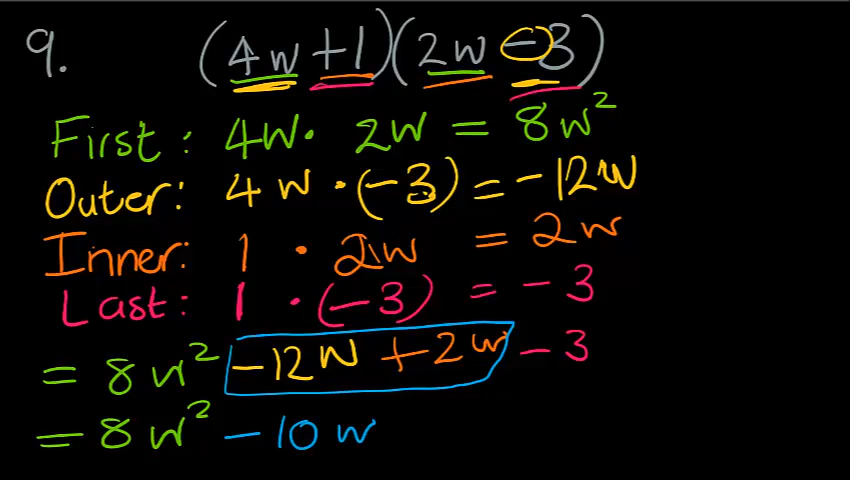 9. (4w +1)(2w -3)
First: 4w · 2w = 8w²
Outer: 4w · (-3) = -12w
Inner: 1 · 2w = 2w
Last: 1 · (-3) = -3
= 8w² -12w +2w -3
= 8w² -10w